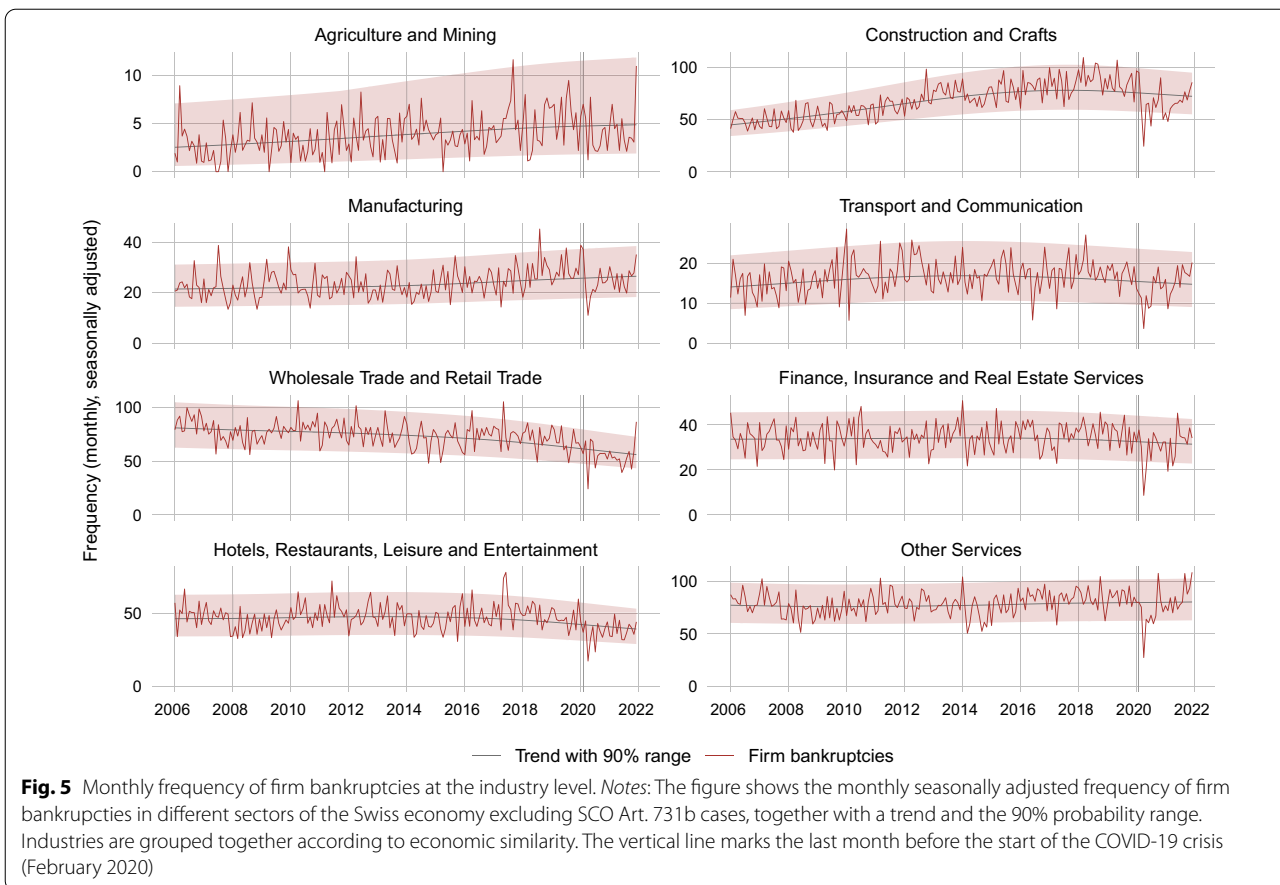 Agriculture and Mining
Construction and Crafts
10
5
0
100
50
0
Manufacturing
Transport and Communication
40
20
0
20
10
0
Frequency (monthly, seasonally adjusted)
Wholesale Trade and Retail Trade
Finance, Insurance and Real Estate Services
100
50
0
40
20
0
Hotels, Restaurants, Leisure and Entertainment
Other Services
50
0
100
50
0
2006 2008 2010 2012 2014 2016 2018 2020 2022
2006 2008 2010 2012 2014 2016 2018 2020 2022
Trend with 90% range Firm bankruptcies
Fig. 5 Monthly frequency of firm bankruptcies at the industry level. Notes: The figure shows the monthly seasonally adjusted frequency of firm
bankrupcties in different sectors of the Swiss economy excluding SCO Art. 731b cases, together with a trend and the 90% probability range.
Industries are grouped together according to economic similarity. The vertical line marks the last month before the start of the COVID-19 crisis
(February 2020)